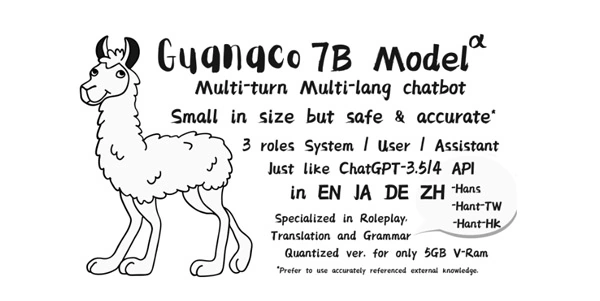 Guanaco 7B Model α
Multi-turn Multi-lang chatbot
Small in size but safe & accurate*
3 roles System / User / Assistant
Just like ChatGPT-3.5/4 API
in EN JA DE ZH -Hans
-Hant-TW
-Hant-HK
Specialized in Roleplay,
Translation and Grammar
Quantized ver. for only 5GB V-Ram
*Prefer to use accurately referenced external knowledge.